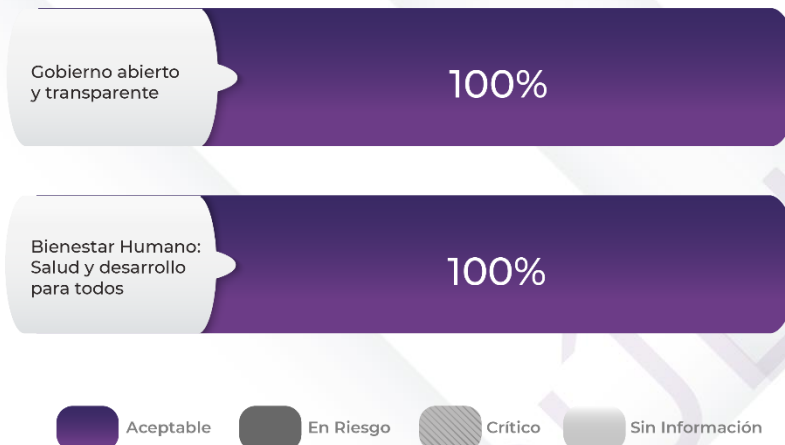 Gobierno abierto
y transparente
100%
Bienestar Humano:
Salud y desarrollo
para todos
100%
Aceptable En Riesgo Crítico Sin Información